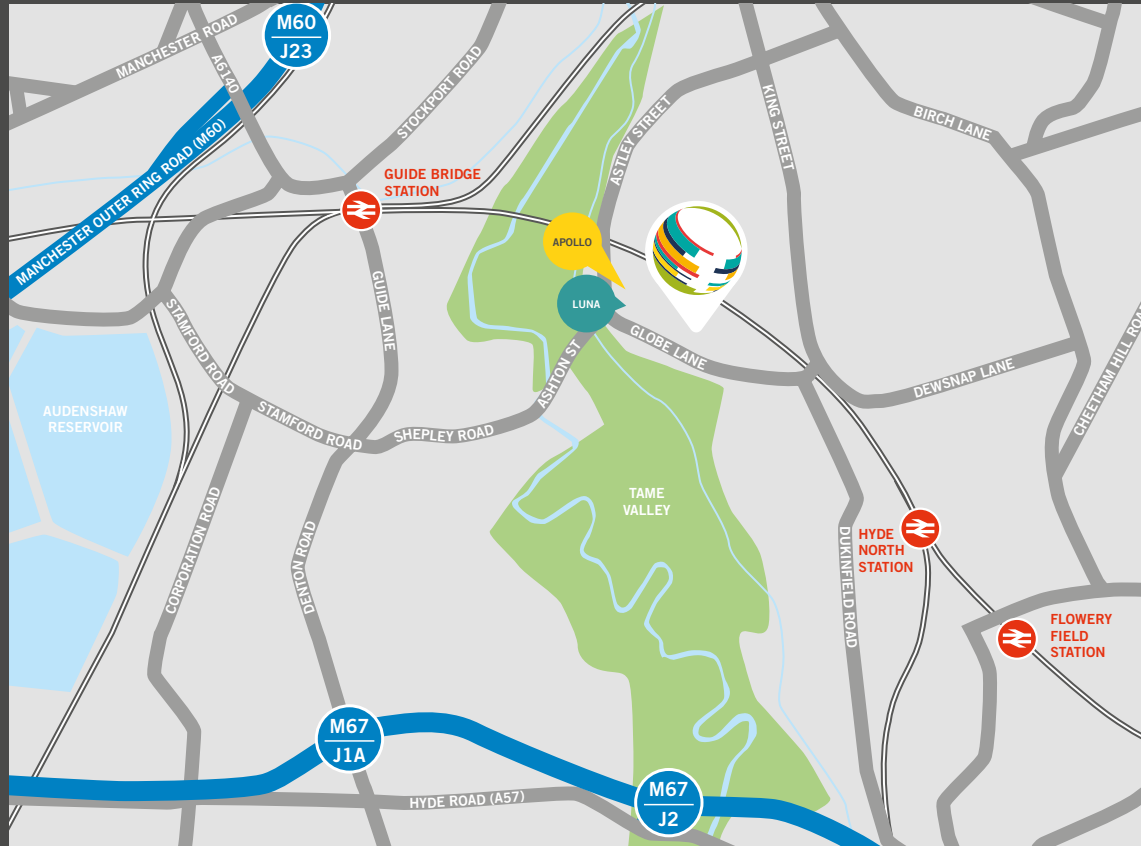 M60
J23
MANCHESTER ROAD
A6140
STOCKPORT ROAD
MANCHESTER OUTER RING ROAD (M60)
GUIDE BRIDGE
STATION
ASTLEY STREET
KING STREET
BIRCH LANE
APOLLO
LUNA
GUIDE LANE
GLOBE LANE
STAMFORD ROAD
ASHTON ST
DEWSNAP LANE
CHEETHAM HILL ROA
AUDENSHAW
RESERVOIR
STAMFORD ROAD
SHEPLEY ROAD
TAME
VALLEY
CORPORATION ROAD
DENTON ROAD
DUKINFIELD ROAD
HYDE
NORTH
STATION
FLOWERY
FIELD
STATION
M67
J1A
HYDE ROAD (A57)
M67
J2